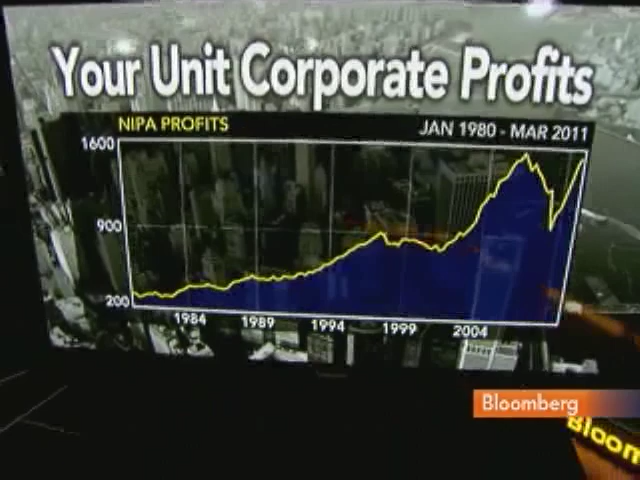 Your Unit Corporate Profits
NIPA PROFITS
JAN 1980 - MAR 2011
1600
900
200
1984
1989
1994
1999
2004
Bloomberg
Bloom